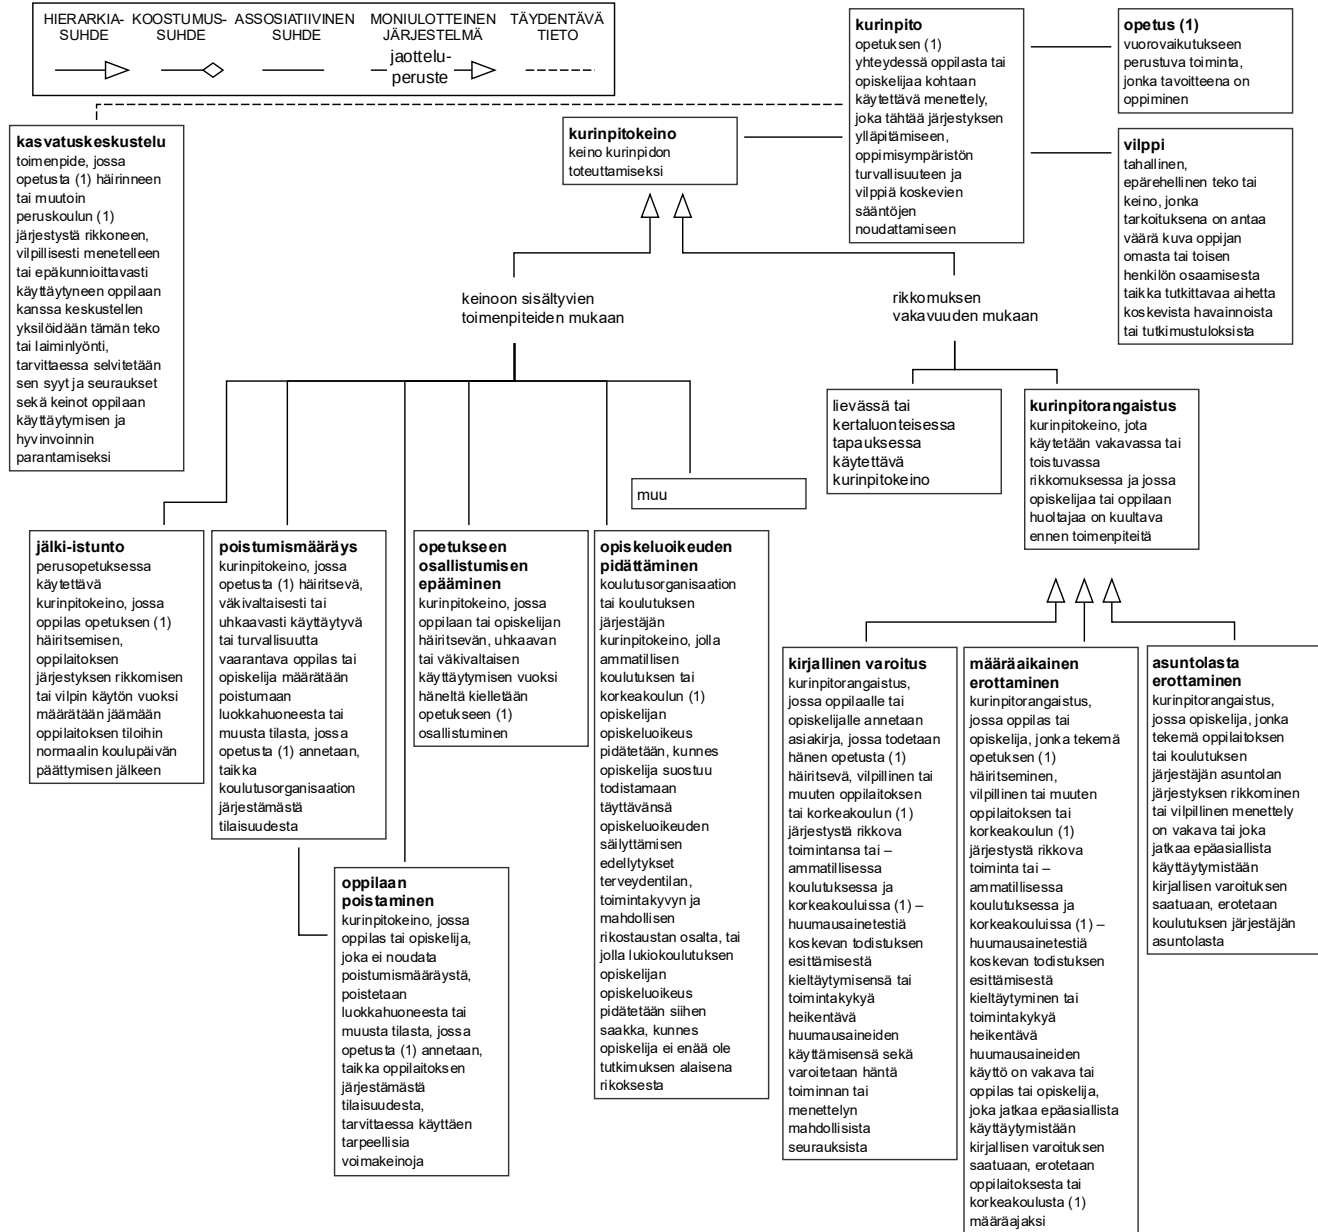 HIERARKIA-
SUHDE
KOOSTUMUS-
SUHDE
ASSOSIATIIVINEN
SUHDE
MONIULOTTEINEN
JÄRJESTELMÄ
jaottelu-
peruste
TÄYDENTÄVÄ
TIETO
kurinpito
opetuksen (1)
yhteydessä oppilasta tai
opiskelijaa kohtaan
käytettävä menettely,
joka tähtää järjestyksen
ylläpitämiseen,
oppimisympäristön
turvallisuuteen ja
vilppiä koskevien
sääntöjen
noudattamiseen
opetus (1)
vuorovaikutukseen
perustuva toiminta,
jonka tavoitteena on
oppiminen
kasvatuskeskustelu
toimenpide, jossa
opetusta (1) häirinneen
tai muutoin
peruskoulun (1)
järjestystä rikkoneen,
vilpillisesti menetelleen
tai epäkunnioittavasti
käyttäytyneen oppilaan
kanssa keskustellen
yksilöidään tämän teko
tai laiminlyönti,
tarvittaessa selvitetään
sen syyt ja seuraukset
sekä keinot oppilaan
käyttäytymisen ja
hyvinvoinnin
parantamiseksi
kurinpitokeino
keino kurinpidon
toteuttamiseksi
vilppi
tahallinen,
epärehellinen teko tai
keino, jonka
tarkoituksena on antaa
väärä kuva oppijan
omasta tai toisen
henkilön osaamisesta
taikka tutkittavaa aihetta
koskevista havainnoista
tai tutkimustuloksista
keinoon sisältyvien
toimenpiteiden mukaan
rikkomuksen
vakavuuden mukaan
lievässä tai
kertaluonteisessa
tapauksessa
käytettävä
kurinpitokeino
kurinpitorangaistus
kurinpitokeino, jota
käytetään vakavassa tai
toistuvassa
rikkomuksessa ja jossa
opiskelijaa tai oppilaan
huoltajaa on kuultava
ennen toimenpiteitä
muu
jälki-istunto
perusopetuksessa
käytettävä
kurinpitokeino, jossa
oppilas opetuksen (1)
häiritsemisen,
oppilaitoksen
järjestyksen rikkomisen
tai vilpin käytön vuoksi
määrätään jäämään
oppilaitoksen tiloihin
normaalin koulupäivän
päättymisen jälkeen
poistumismääräys
kurinpitokeino, jossa
opetusta (1) häiritsevä,
väkivaltaisesti tai
uhkaavasti käyttäytyvä
tai turvallisuutta
vaarantava oppilas tai
opiskelija määrätään
poistumaan
luokkahuoneesta tai
muusta tilasta, jossa
opetusta (1) annetaan,
taikka
koulutusorganisaation
järjestämästä
tilaisuudesta
opetukseen
osallistumisen
epääminen
kurinpitokeino, jossa
oppilaan tai opiskelijan
häiritsevän, uhkaavan
tai väkivaltaisen
käyttäytymisen vuoksi
häneltä kielletään
opetukseen (1)
osallistuminen
opiskeluoikeuden
pidättäminen
koulutusorganisaation
tai koulutuksen
järjestäjän
kurinpitokeino, jolla
ammatillisen
koulutuksen tai
korkeakoulun (1)
opiskelijan
opiskeluoikeus
pidätetään, kunnes
opiskelija suostuu
todistamaan
täyttävänsä
opiskeluoikeuden
säilyttämisen
edellytykset
terveydentilan,
toimintakyvyn ja
mahdollisen
rikostaustan osalta, tai
jolla lukiokoulutuksen
opiskelijan
opiskeluoikeus
pidätetään siihen
saakka, kunnes
opiskelija ei enää ole
tutkimuksen alaisena
rikoksesta
oppilaan
poistaminen
kurinpitokeino, jossa
oppilas tai opiskelija,
joka ei noudata
poistumismääräystä,
poistetaan
luokkahuoneesta tai
muusta tilasta, jossa
opetusta (1) annetaan,
taikka oppilaitoksen
järjestämästä
tilaisuudesta,
tarvittaessa käyttäen
tarpeellisia
voimakeinoja
kirjallinen varoitus
kurinpitorangaistus,
jossa oppilaalle tai
opiskelijalle annetaan
asiakirja, jossa todetaan
hänen opetusta (1)
häiritsevä, vilpillinen tai
muuten oppilaitoksen
tai korkeakoulun (1)
järjestystä rikkova
toimintansa tai –
ammatillisessa
koulutuksessa ja
korkeakouluissa (1) –
huumausainetestiä
koskevan todistuksen
esittämisestä
kieltäytymisensä tai
toimintakykyä
heikentävä
huumausaineiden
käyttämisensä sekä
varoitetaan häntä
toiminnan tai
menettelyn
mahdollisista
seurauksista
määräaikainen
erottaminen
kurinpitorangaistus,
jossa oppilas tai
opiskelija, jonka tekemä
opetuksen (1)
häiritseminen,
vilpillinen tai muuten
oppilaitoksen tai
korkeakoulun (1)
järjestystä rikkova
toiminta tai –
ammatillisessa
koulutuksessa ja
korkeakouluissa (1) –
huumausainetestiä
koskevan todistuksen
esittämisestä
kieltäytyminen tai
toimintakykyä
heikentävä
huumausaineiden
käyttö on vakava tai
oppilas tai opiskelija,
joka jatkaa epäasiallista
käyttäytymistään
kirjallisen varoituksen
saatuaan, erotetaan
oppilaitoksesta tai
korkeakoulusta (1)
määräajaksi
asuntolasta
erottaminen
kurinpitorangaistus,
jossa opiskelija, jonka
tekemä oppilaitoksen
tai koulutuksen
järjestäjän asuntolan
järjestyksen rikkominen
tai vilpillinen menettely
on vakava tai joka
jatkaa epäasiallista
käyttäytymistään
kirjallisen varoituksen
saatuaan, erotetaan
koulutuksen järjestäjän
asuntolasta